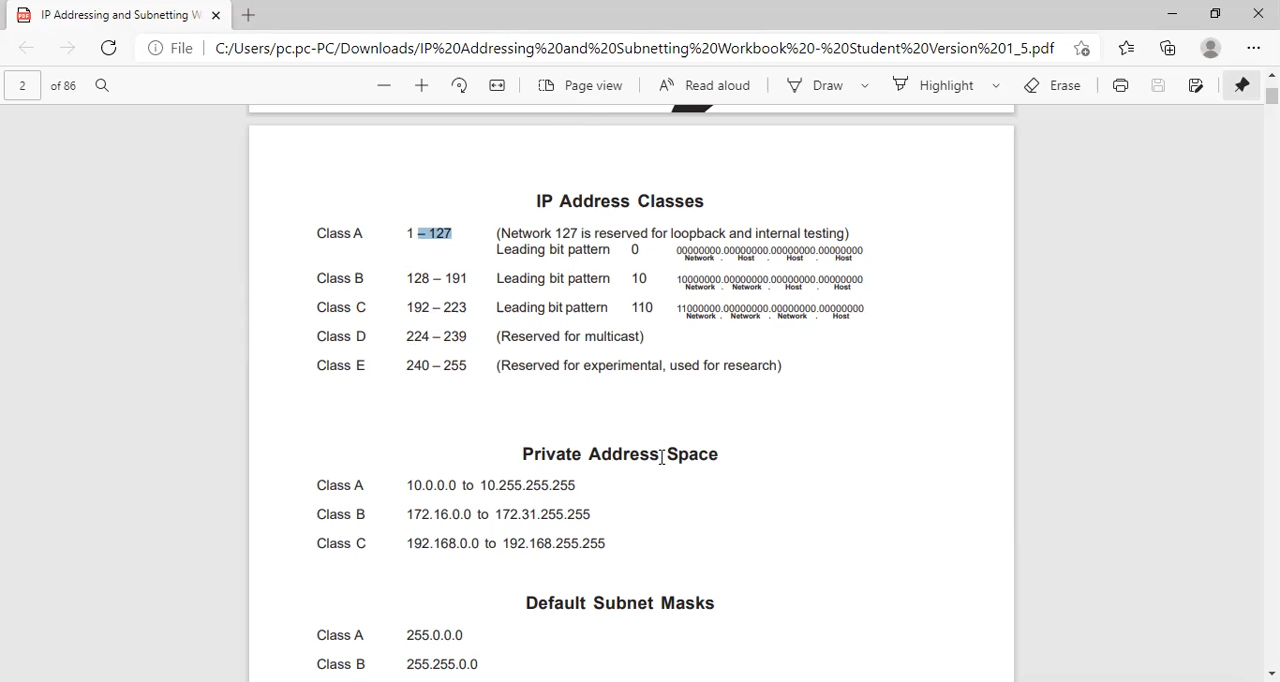 IP Addressing and Subnetting W
File C:/Users/pc.pc-PC/Downloads/IP%20Addressing%20and%20Subnetting%20Workbook%20-%20Student%20Version%201_5.pdf
2 of 86 Page view Read aloud Draw Highlight Erase
IP Address Classes
Class A 1 – 127 (Network 127 is reserved for loopback and internal testing)
Leading bit pattern 0 00000000.00000000.00000000.00000000
Network . Host . Host . Host
Class B 128 – 191 Leading bit pattern 10 10000000.00000000.00000000.00000000
Network . Network . Host . Host
Class C 192 – 223 Leading bit pattern 110 11000000.00000000.00000000.00000000
Network . Network . Network . Host
Class D 224 – 239 (Reserved for multicast)
Class E 240 – 255 (Reserved for experimental, used for research)
Private Address Space
Class A 10.0.0.0 to 10.255.255.255
Class B 172.16.0.0 to 172.31.255.255
Class C 192.168.0.0 to 192.168.255.255
Default Subnet Masks
Class A 255.0.0.0
Class B 255.255.0.0